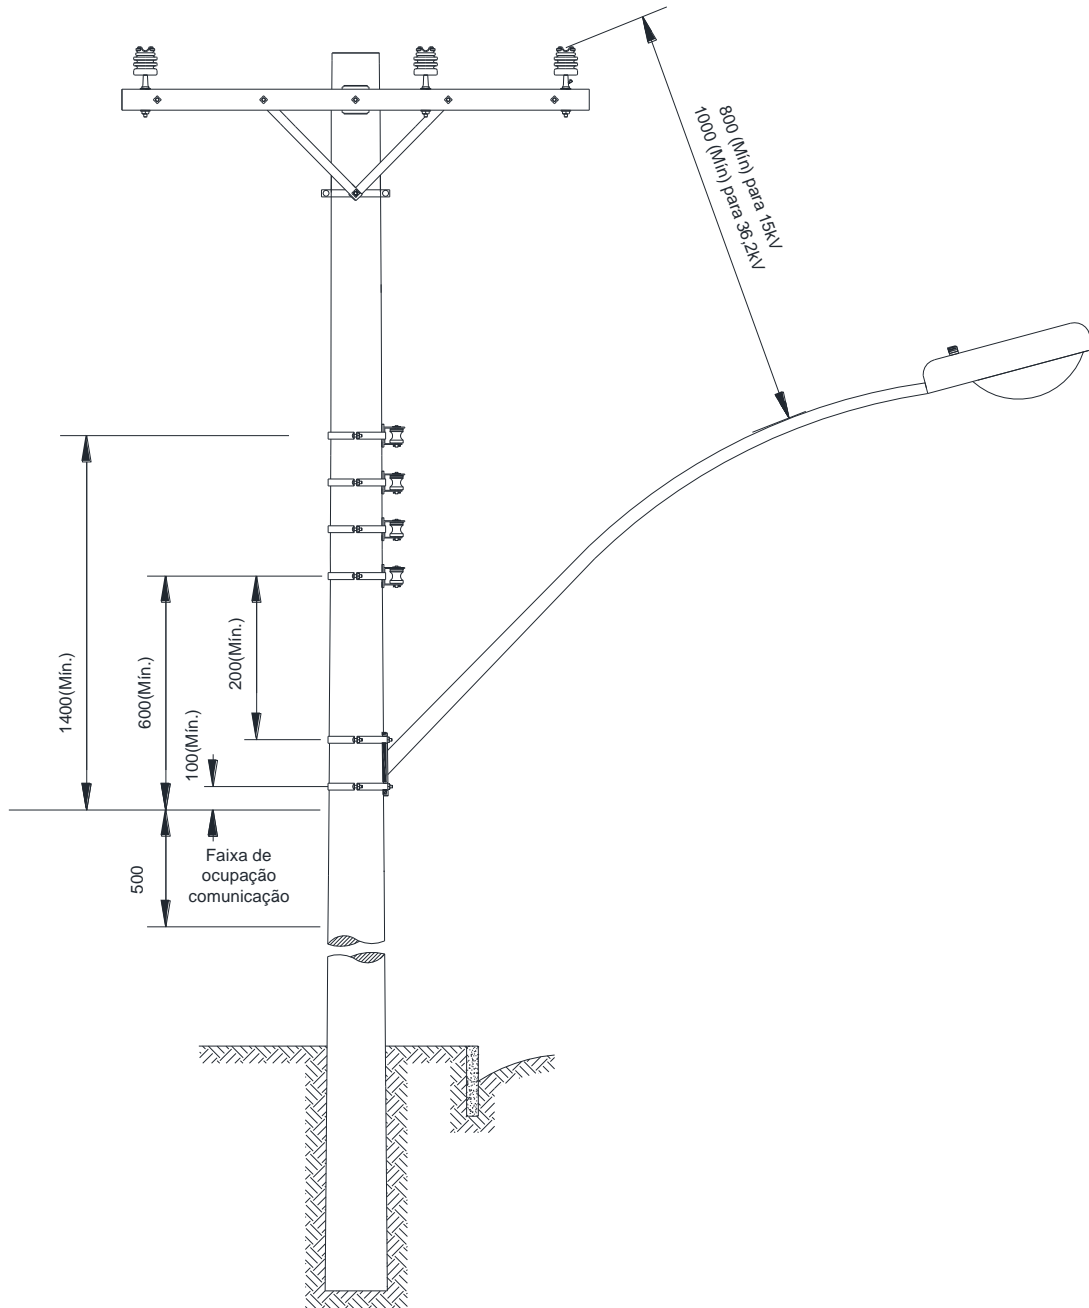 800 (Mín) para 15kV
1000 (Mín) para 36,2kV
1400(Mín.)
600(Mín.)
200(Mín.)
100(Mín.)
500
Faixa de
ocupação
comunicação